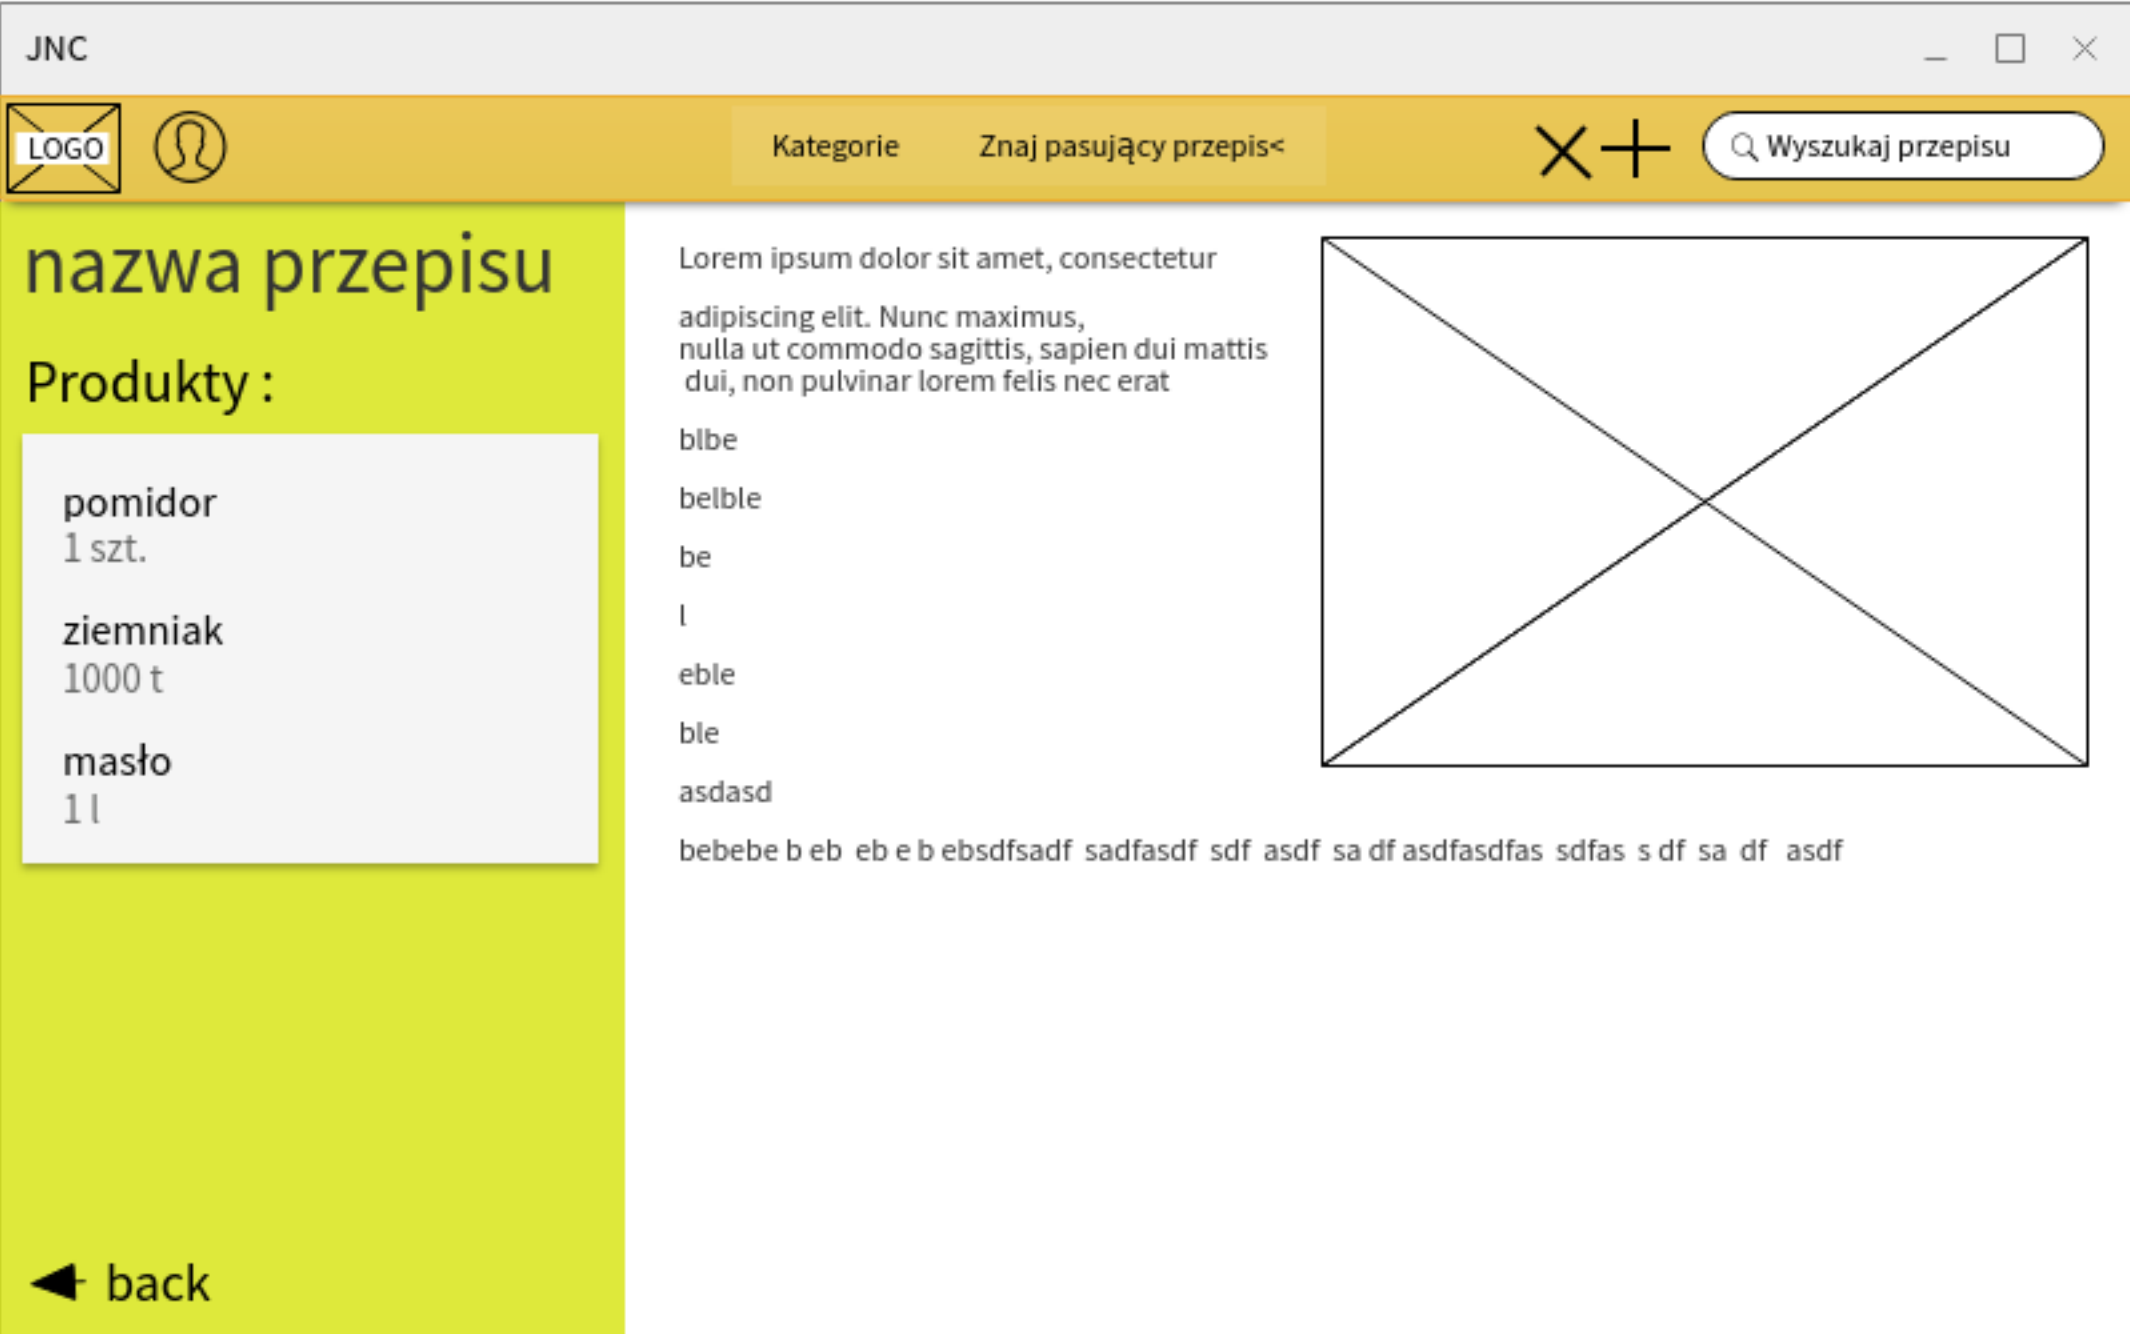 JNC
LOGO
Kategorie
Znaj pasujący przepis<
Wyszukaj przepisu
nazwa przepisu
Produkty :
pomidor
1 szt.
ziemniak
1000 t
masło
1 l
back
Lorem ipsum dolor sit amet, consectetur
adipiscing elit. Nunc maximus,
nulla ut commodo sagittis, sapien dui mattis
dui, non pulvinar lorem felis nec erat
blbe
belble
be
l
eble
ble
asdasd
bebebe b eb eb e b ebsdfsadf sadfasdf sdf asdf sa df asdfasdfas sdfas s df sa df asdf